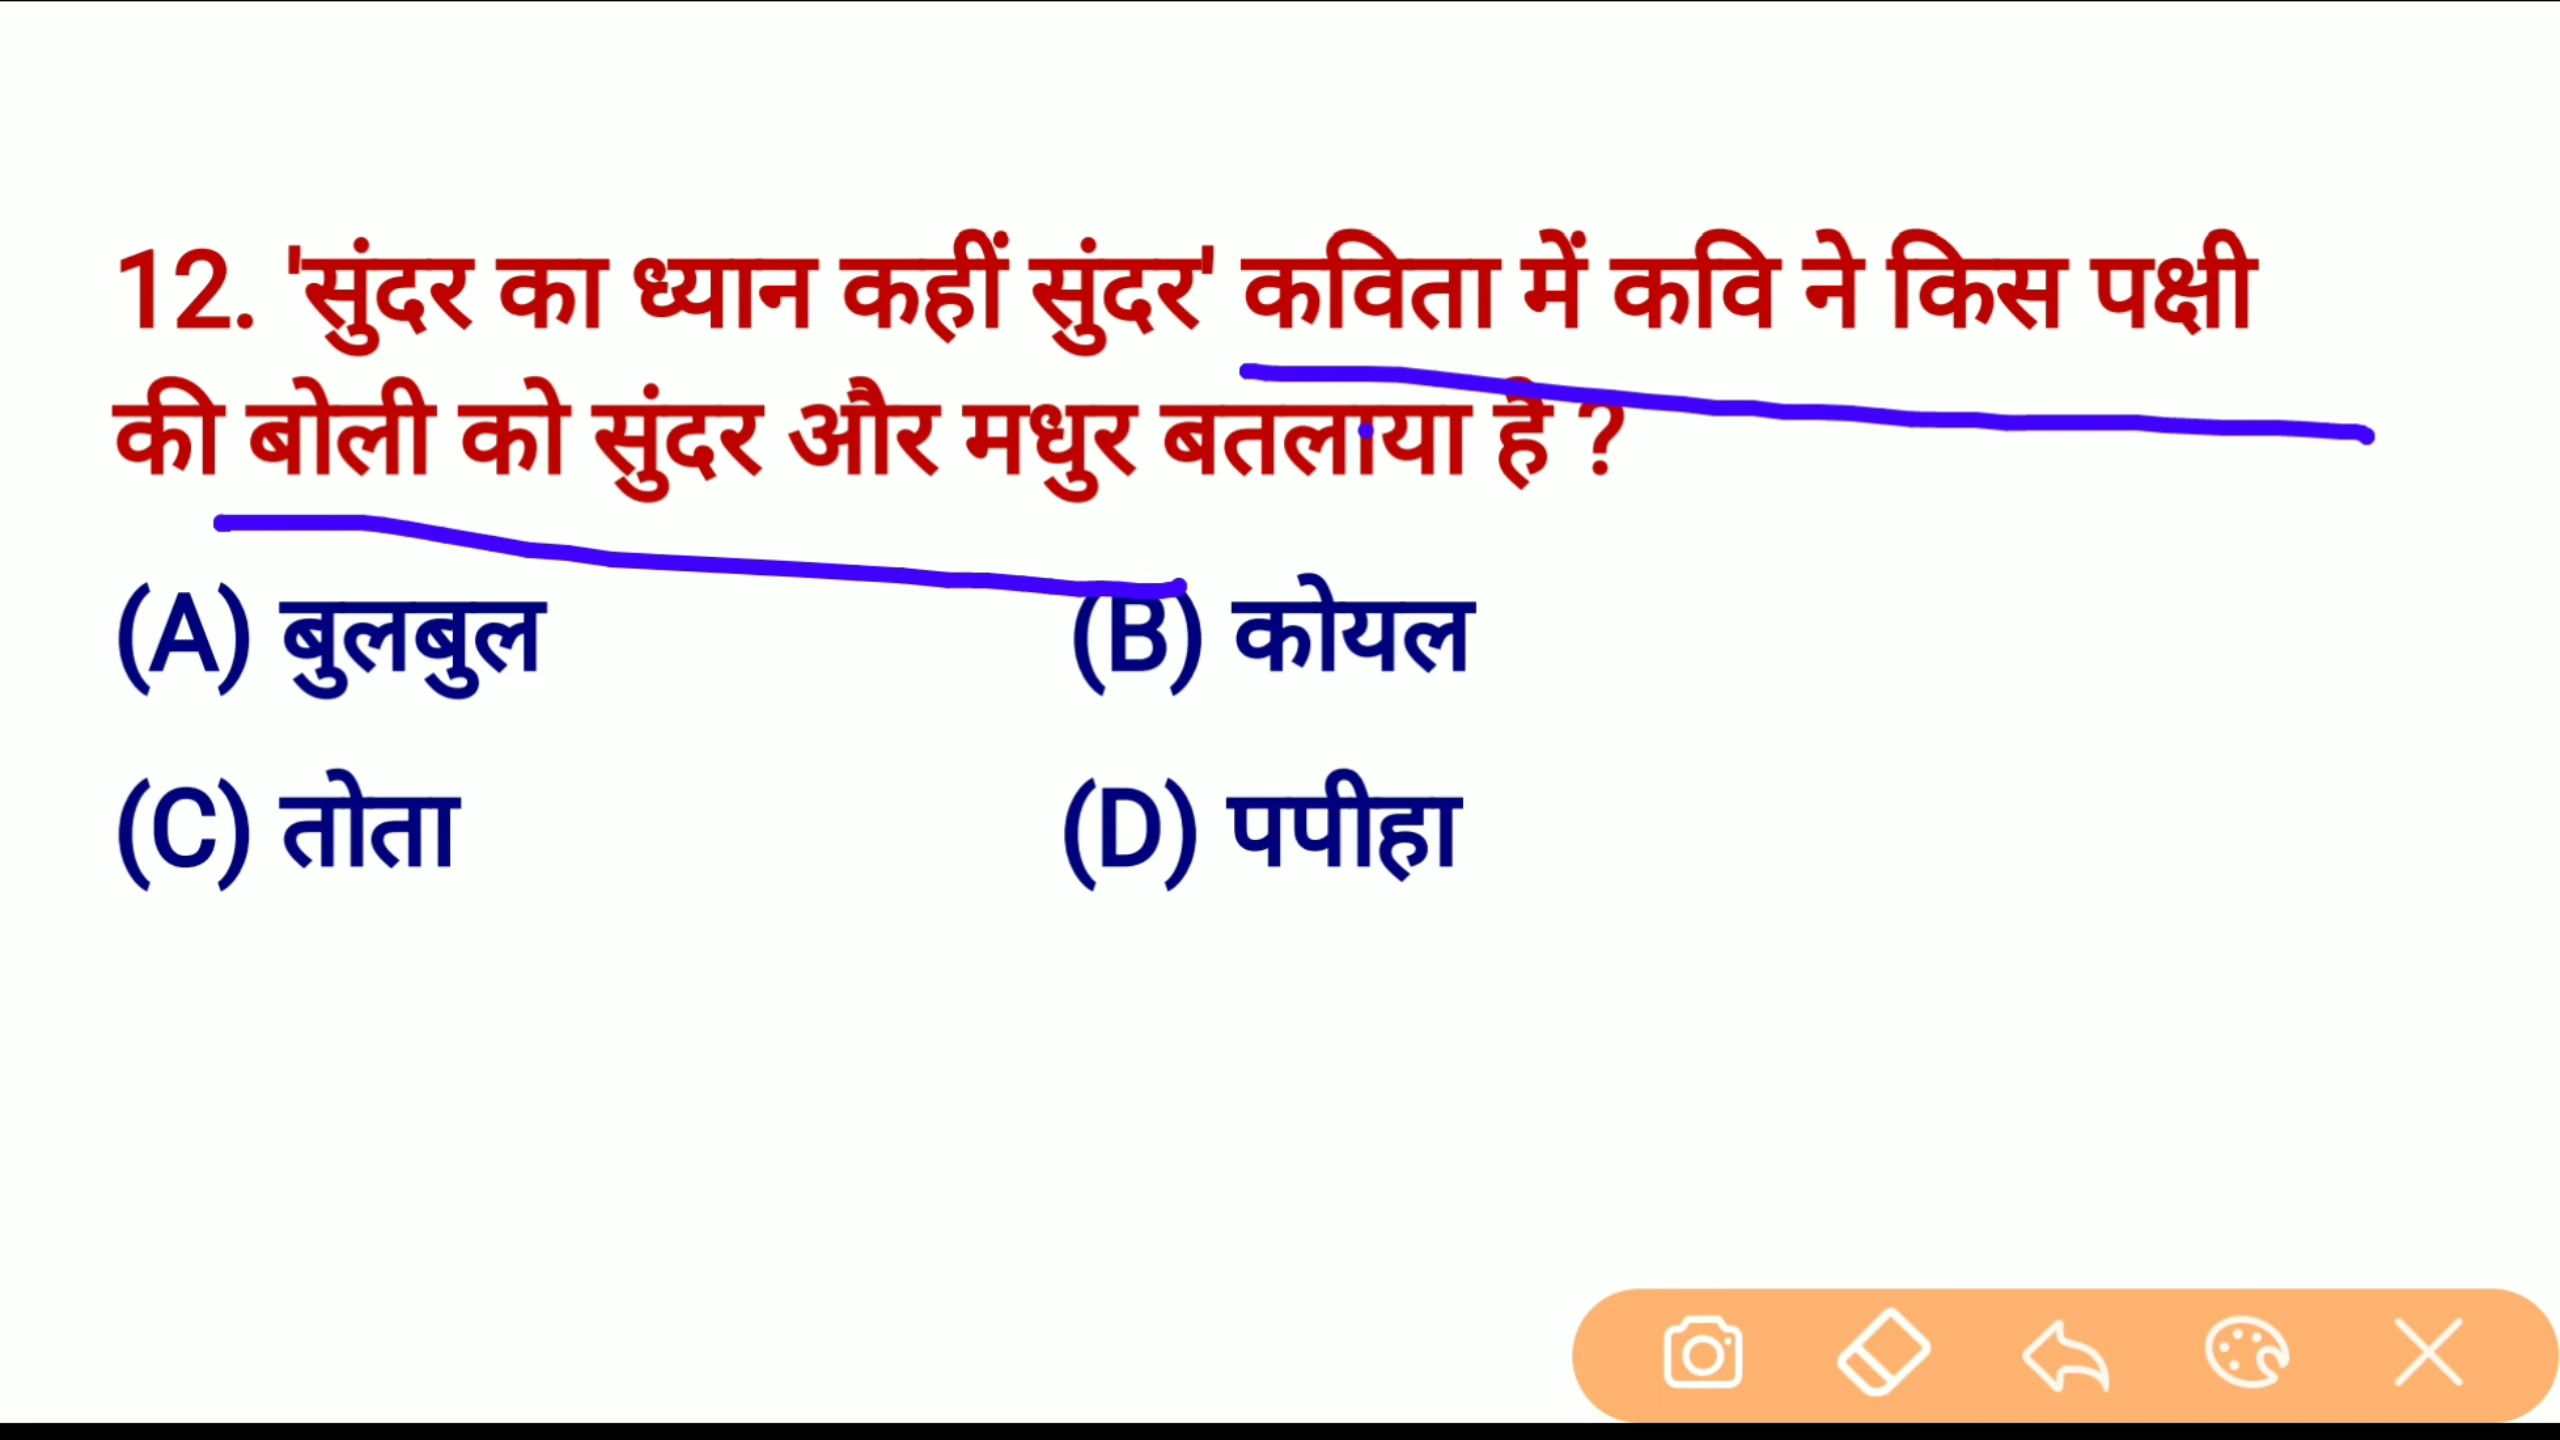 12. 'सुंदर का ध्यान कहीं सुंदर' कविता में कवि ने किस पक्षी
की बोली को सुंदर और मधुर बतलाया है ?
(A) बुलबुल (B) कोयल
(C) तोता (D) पपीहा